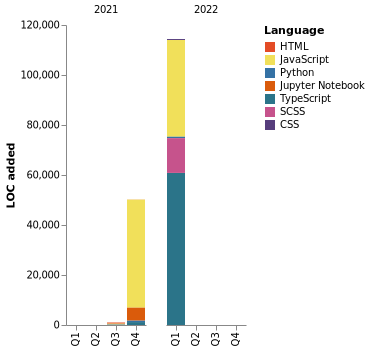 2021 2022
120,000
100,000
80,000
60,000
40,000
20,000
0
LOC added
Q1 Q2 Q3 Q4 Q1 Q2 Q3 Q4
Language
HTML
JavaScript
Python
Jupyter Notebook
TypeScript
SCSS
CSS